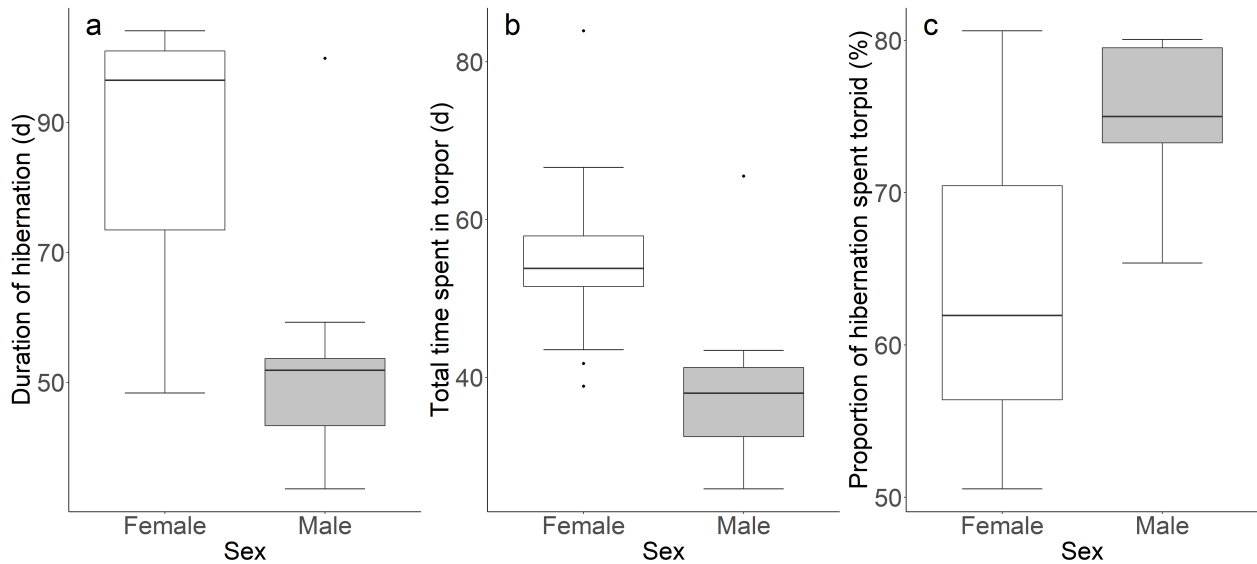 a
Duration of hibernation (d)
90
70
50
Female Male
Sex
b
Total time spent in torpor (d)
80
60
40
Female Male
Sex
c
Proportion of hibernation spent torpid (%)
80
70
60
50
Female Male
Sex